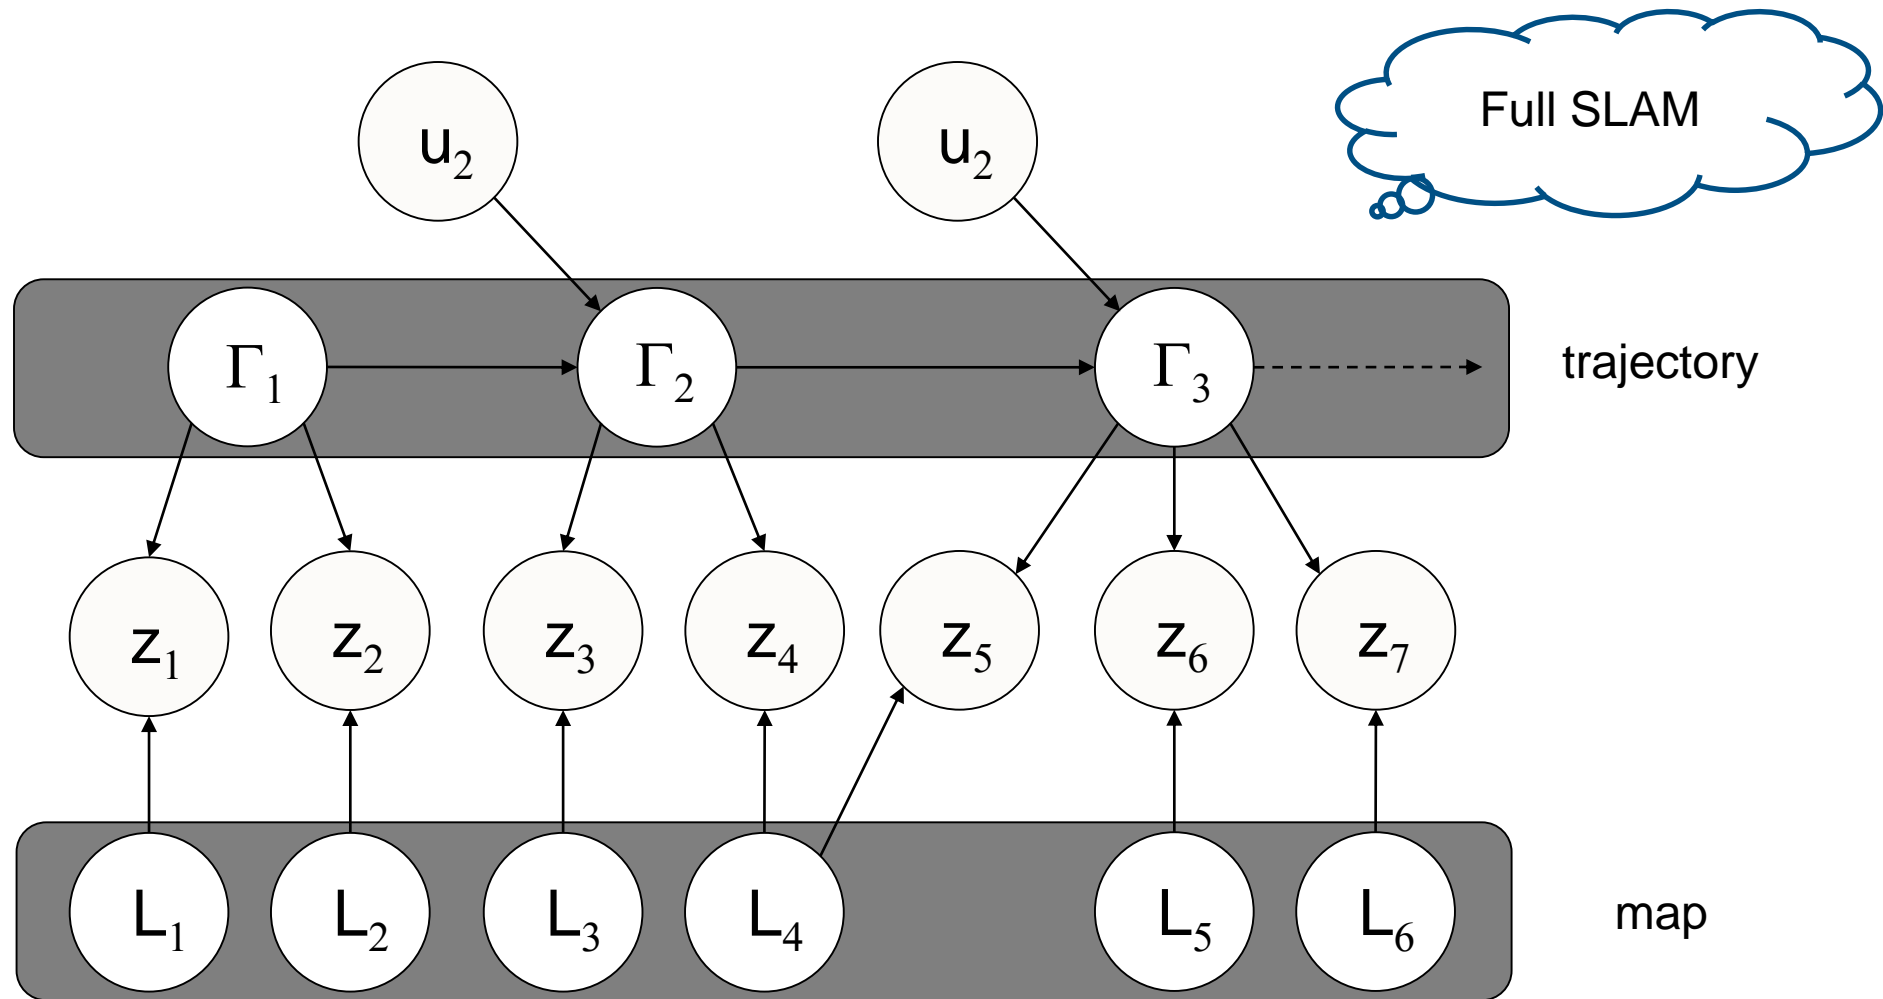 Full SLAM
u₂ u₂
Γ₁ Γ₂ Γ₃ trajectory
z₁ z₂ z₃ z₄ z₅ z₆ z₇
L₁ L₂ L₃ L₄ L₅ L₆ map